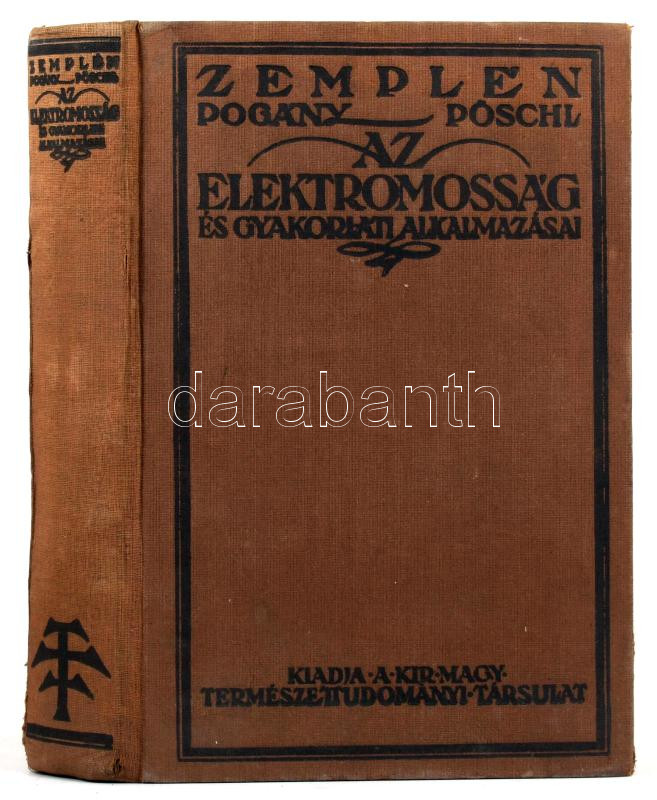 ZEMPLÉN
POGÁNY PÖSCHL
AZ
ELEKTROMOSSÁG
ÉS GYAKORLATI ALKALMAZÁSAI
ZEMPLEN
POGÁNY PÖSCHL
AZ
ELEKTROMOSSÁG
ÉS GYAKORLATI ALKALMAZÁSAI
darabanth
KIADJA·A·KIR·MAGY·
TERMÉSZETTUDOMÁNYI·TÁRSULAT